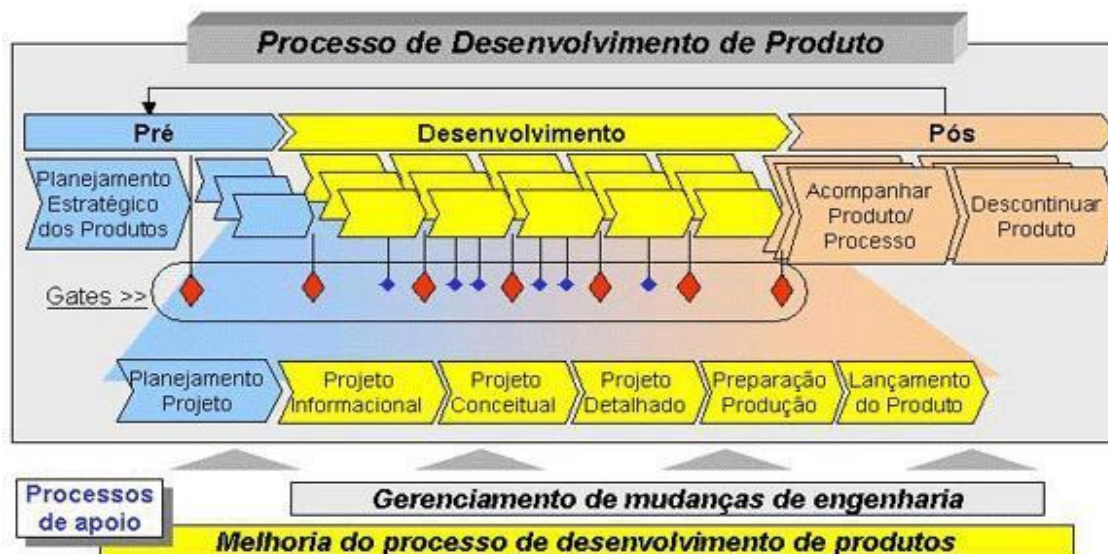 Processo de Desenvolvimento de Produto
Pré
Desenvolvimento
Pós
Planejamento
Estratégico
dos Produtos
Acompanhar
Produto/
Processo
Descontinuar
Produto
Gates >>
Planejamento
Projeto
Projeto
Informacional
Projeto
Conceitual
Projeto
Detalhado
Preparação
Produção
Lançamento
do Produto
Processos
de apoio
Gerenciamento de mudanças de engenharia
Melhoria do processo de desenvolvimento de produtos